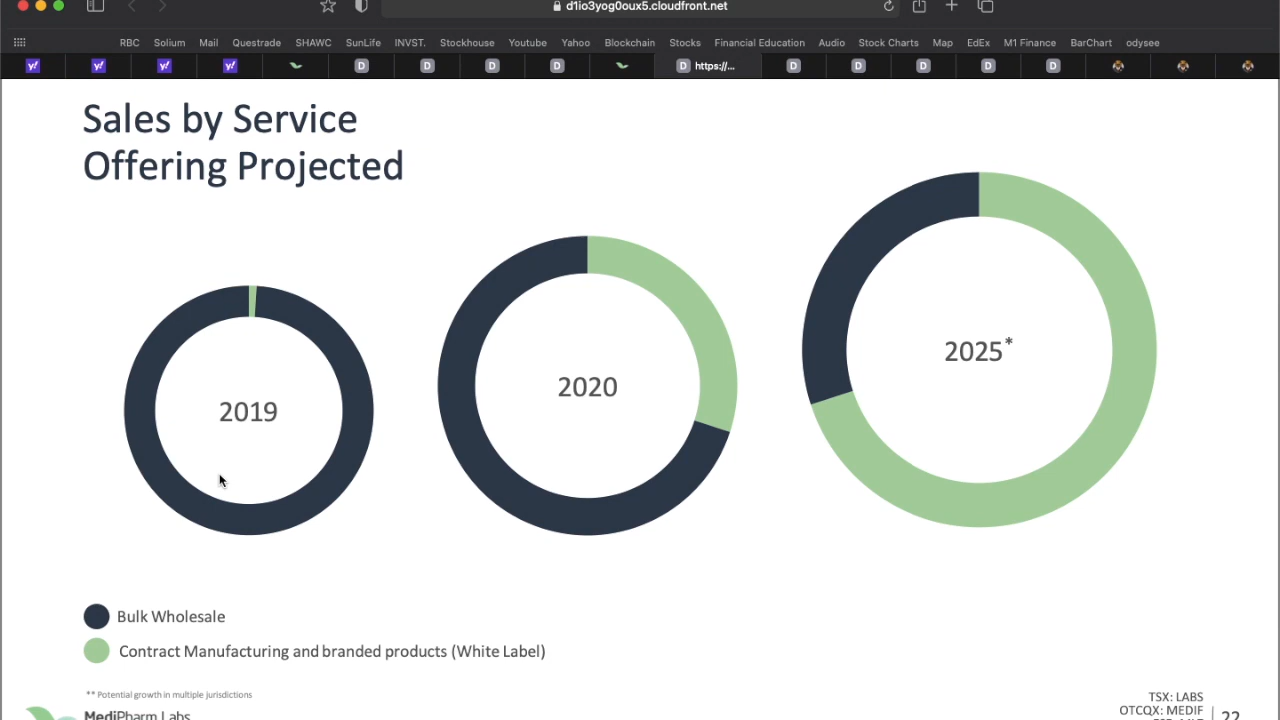 d1io3yog0oux5.cloudfront.net
RBC Solium Mail Questrade SHAWC SunLife INVST. Stockhouse Youtube Yahoo Blockchain Stocks Financial Education Audio Stock Charts Map EdEx M1 Finance BarChart odysee
y! y! y! y! D D D D D https://... D D D D D
Sales by Service
Offering Projected
2019
2020
2025*
Bulk Wholesale
Contract Manufacturing and branded products (White Label)
** Potential growth in multiple jurisdictions
MediPharm Labs
TSX: LABS
OTCQX: MEDIF
22